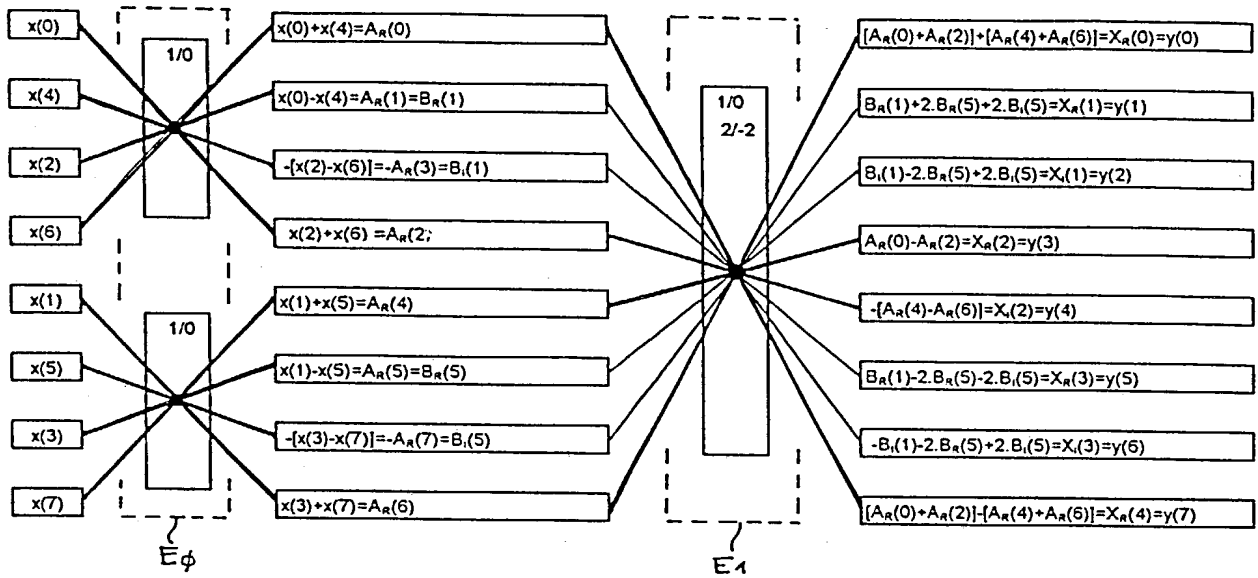 x(0)
x(4)
x(2)
x(6)
x(1)
x(5)
x(3)
x(7)
1/0
1/0
Eϕ
x(0)+x(4)=A_R(0)
x(0)-x(4)=A_R(1)=B_R(1)
-[x(2)-x(6)]=-A_R(3)=B_i(1)
x(2)+x(6) =A_R(2;
x(1)+x(5)=A_R(4)
x(1)-x(5)=A_R(5)=B_R(5)
-[x(3)-x(7)]=-A_R(7)=B_i(5)
x(3)+x(7)=A_R(6)
1/0
2/-2
E1
[A_R(0)+A_R(2)]+[A_R(4)+A_R(6)]=X_R(0)=y(0)
B_R(1)+2.B_R(5)+2.B_i(5)=X_R(1)=y(1)
B_i(1)-2.B_R(5)+2.B_i(5)=X_i(1)=y(2)
A_R(0)-A_R(2)=X_R(2)=y(3)
-[A_R(4)-A_R(6)]=X_i(2)=y(4)
B_R(1)-2.B_R(5)-2.B_i(5)=X_R(3)=y(5)
-B_i(1)-2.B_R(5)+2.B_i(5)=X_i(3)=y(6)
[A_R(0)+A_R(2)]-[A_R(4)+A_R(6)]=X_R(4)=y(7)